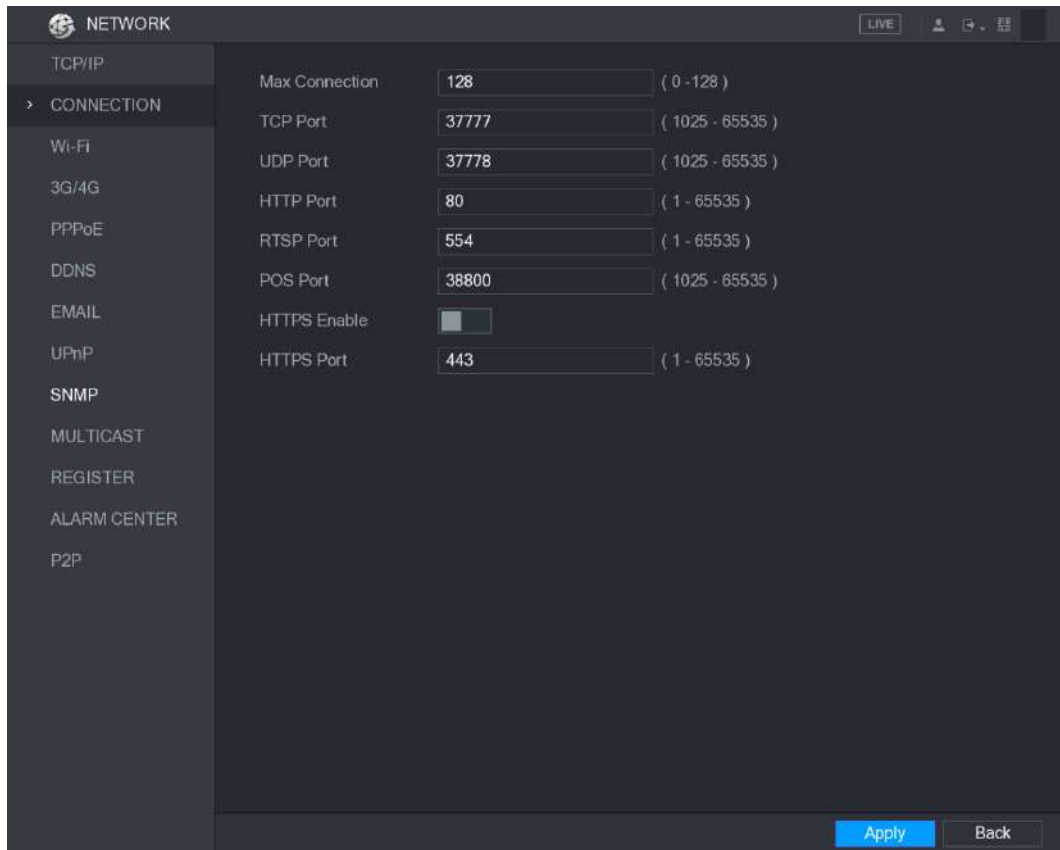 NETWORK
LIVE
TCP/IP
> CONNECTION
Wi-Fi
3G/4G
PPPoE
DDNS
EMAIL
UPnP
SNMP
MULTICAST
REGISTER
ALARM CENTER
P2P
Max Connection 128 ( 0 -128 )
TCP Port 37777 ( 1025 - 65535 )
UDP Port 37778 ( 1025 - 65535 )
HTTP Port 80 ( 1 - 65535 )
RTSP Port 554 ( 1 - 65535 )
POS Port 38800 ( 1025 - 65535 )
HTTPS Enable
HTTPS Port 443 ( 1 - 65535 )
Apply Back